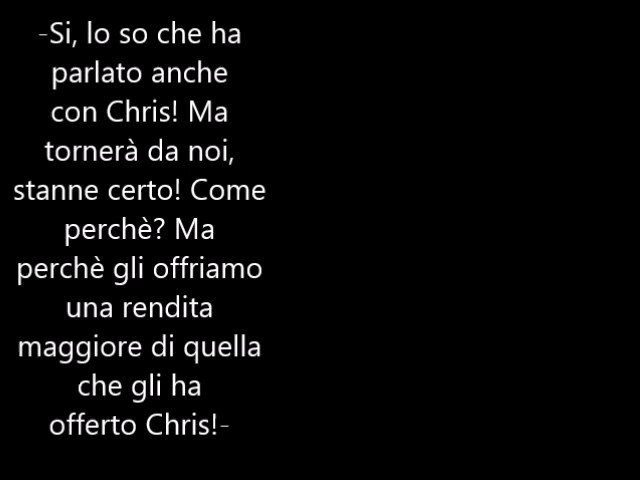 -Si, lo so che ha
parlato anche
con Chris! Ma
tornerà da noi,
stanne certo! Come
perchè? Ma
perchè gli offriamo
una rendita
maggiore di quella
che gli ha
offerto Chris!-